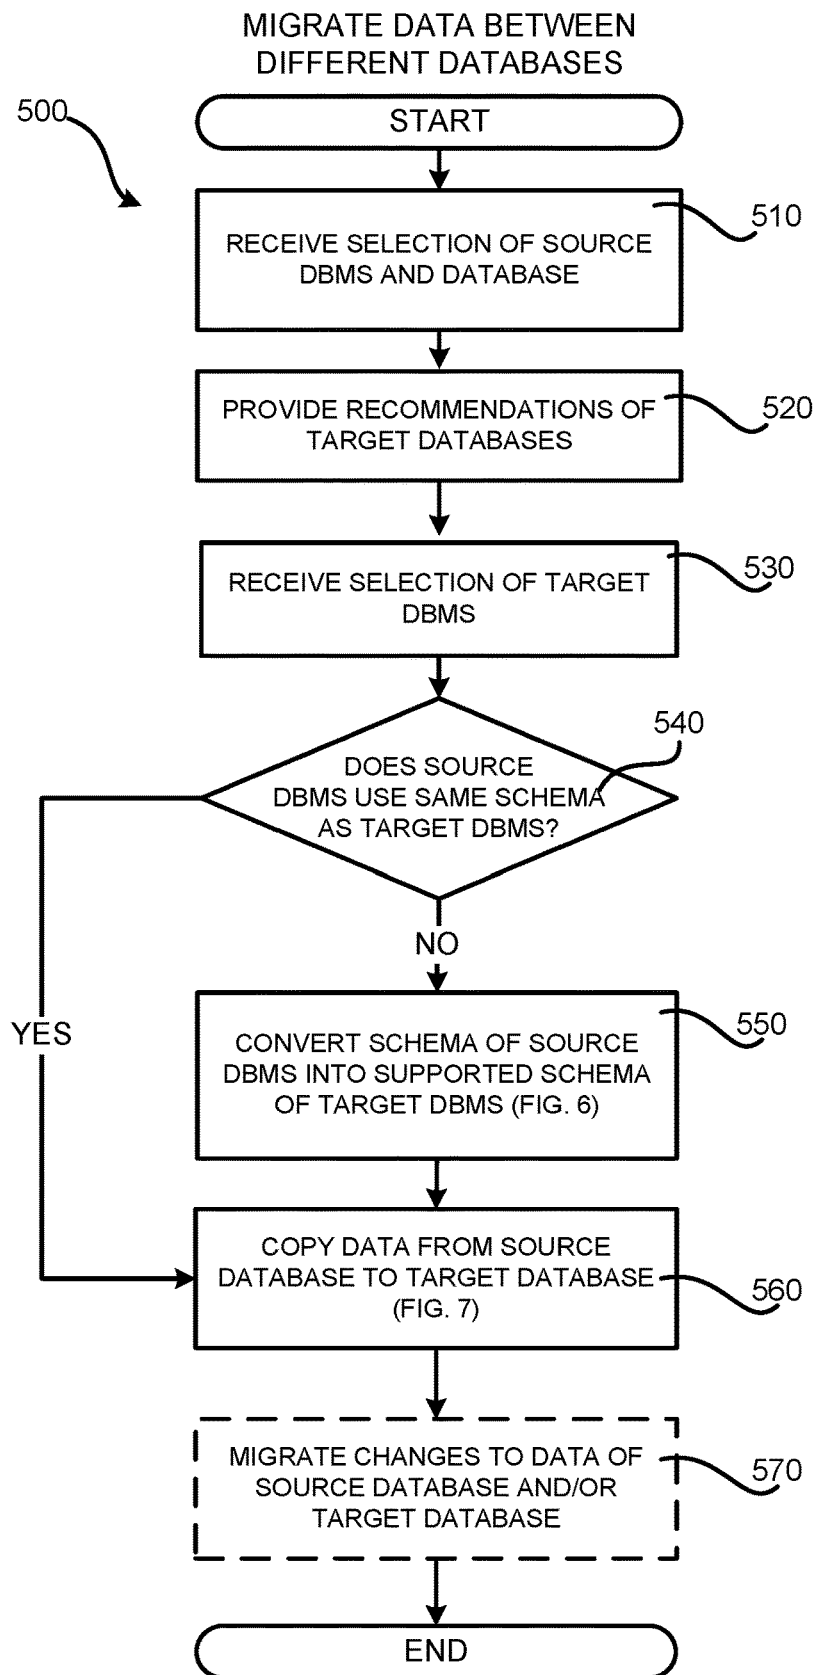 MIGRATE DATA BETWEEN
DIFFERENT DATABASES
START
500
RECEIVE SELECTION OF SOURCE
DBMS AND DATABASE
510
PROVIDE RECOMMENDATIONS OF
TARGET DATABASES
520
RECEIVE SELECTION OF TARGET
DBMS
530
540
DOES SOURCE
DBMS USE SAME SCHEMA
AS TARGET DBMS?
NO
YES
CONVERT SCHEMA OF SOURCE
DBMS INTO SUPPORTED SCHEMA
OF TARGET DBMS (FIG. 6)
550
COPY DATA FROM SOURCE
DATABASE TO TARGET DATABASE
(FIG. 7)
560
MIGRATE CHANGES TO DATA OF
SOURCE DATABASE AND/OR
TARGET DATABASE
570
END